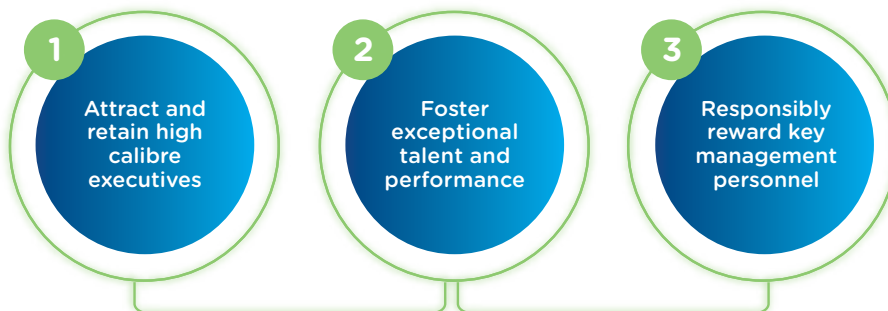 1
Attract and
retain high
calibre
executives
2
Foster
exceptional
talent and
performance
3
Responsibly
reward key
management
personnel